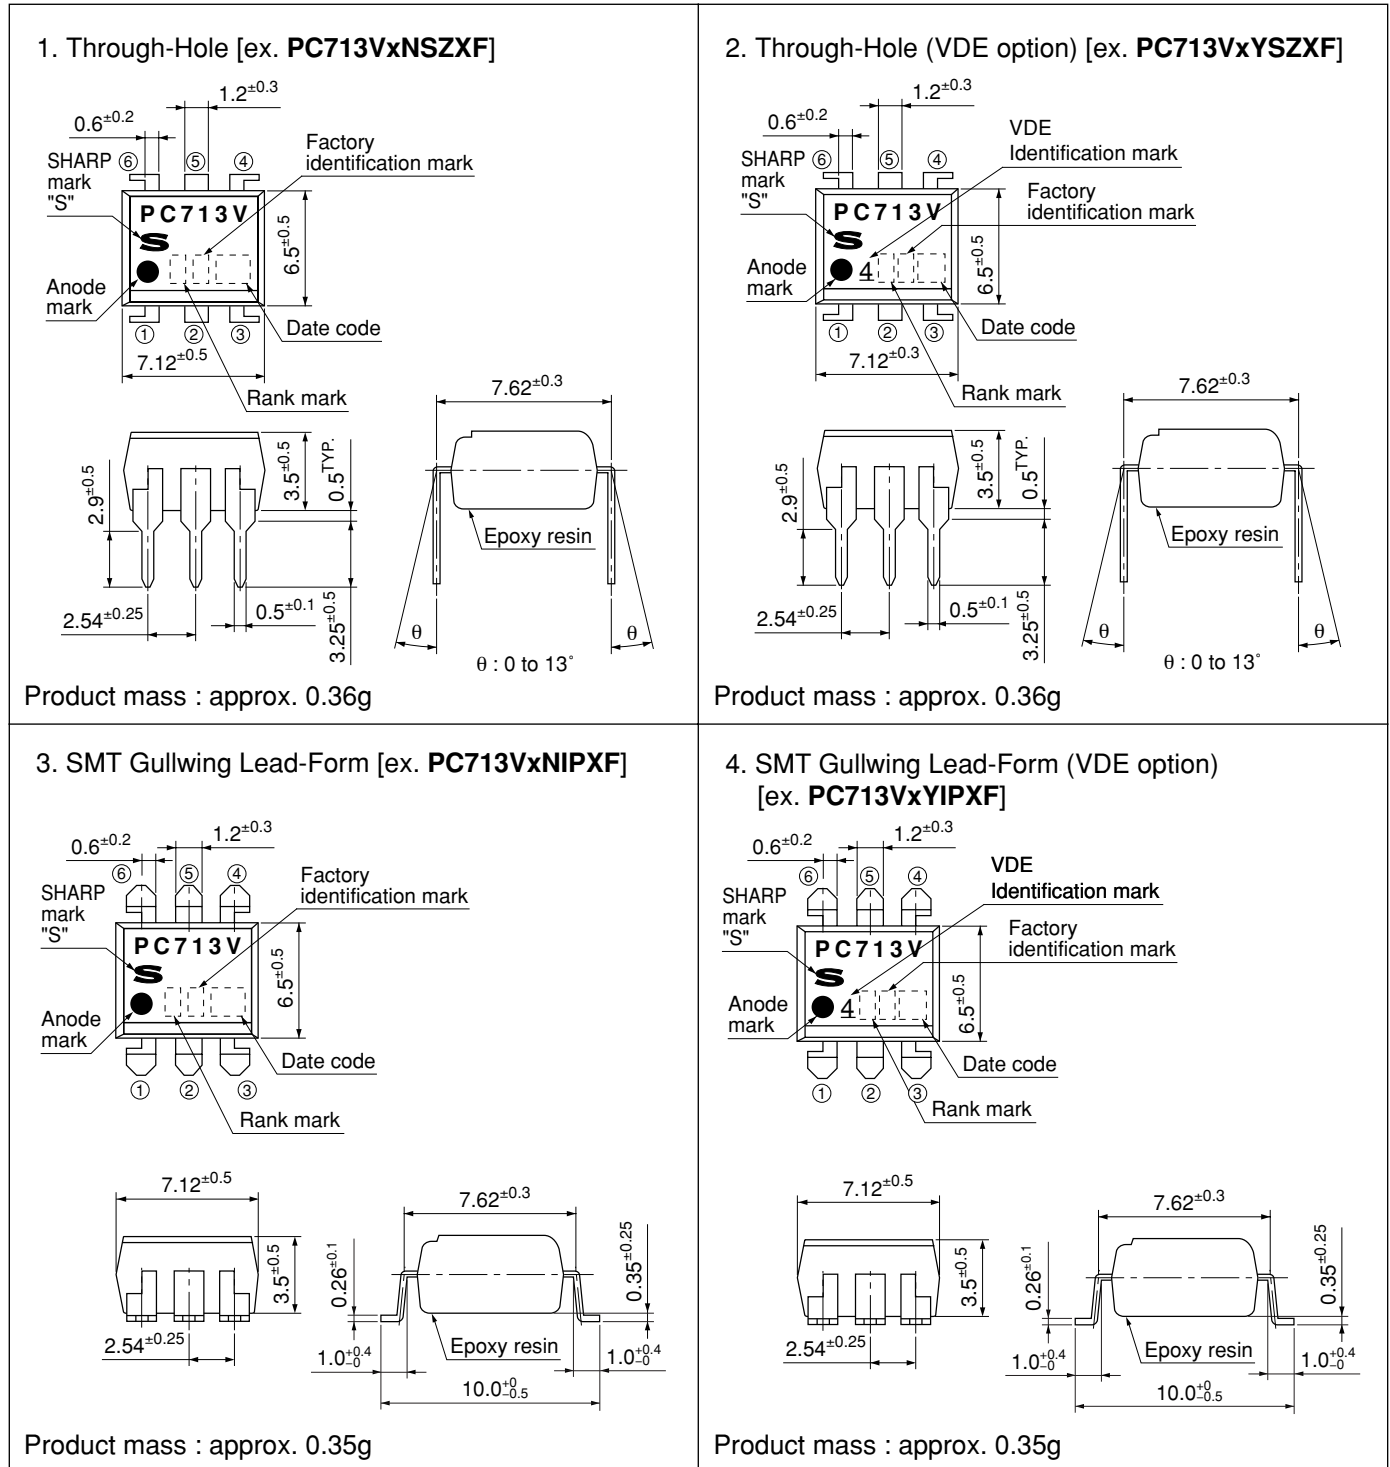 1. Through-Hole [ex. PC713VxNSZXF]
1.2±0.3
0.6±0.2
Factory
identification mark
SHARP
mark
"S"
⑥ ⑤ ④
PC713V
S
6.5±0.5
Anode
mark
① ② ③
Date code
7.12±0.5
Rank mark
7.62±0.3
2.9±0.5
3.5±0.5
0.5TYP.
Epoxy resin
2.54±0.25
0.5±0.1
3.25±0.5
θ θ
θ : 0 to 13˚
Product mass : approx. 0.36g
2. Through-Hole (VDE option) [ex. PC713VxYSZXF]
1.2±0.3
0.6±0.2
VDE
Identification mark
SHARP
mark
"S"
⑥ ⑤ ④
Factory
identification mark
PC713V
S
4
6.5±0.5
Anode
mark
① ② ③
Date code
7.12±0.3
Rank mark
7.62±0.3
2.9±0.5
3.5±0.5
0.5TYP.
Epoxy resin
2.54±0.25
0.5±0.1
3.25±0.5
θ θ
θ : 0 to 13˚
Product mass : approx. 0.36g
3. SMT Gullwing Lead-Form [ex. PC713VxNIPXF]
0.6±0.2
1.2±0.3
⑥ ⑤ ④
Factory
identification mark
SHARP
mark
"S"
PC713V
S
6.5±0.5
Anode
mark
Date code
① ② ③
Rank mark
7.12±0.5
7.62±0.3
3.5±0.5
0.26±0.1
0.35±0.25
2.54±0.25
Epoxy resin
1.0+0.4−0
1.0+0.4−0
10.0+0−0.5
Product mass : approx. 0.35g
4. SMT Gullwing Lead-Form (VDE option)
[ex. PC713VxYIPXF]
0.6±0.2
1.2±0.3
⑥ ⑤ ④
VDE
Identification mark
SHARP
mark
"S"
Factory
identification mark
PC713V
S
4
6.5±0.5
Anode
mark
Date code
① ② ③
Rank mark
7.12±0.5
7.62±0.3
3.5±0.5
0.26±0.1
0.35±0.25
2.54±0.25
Epoxy resin
1.0+0.4−0
1.0+0.4−0
10.0+0−0.5
Product mass : approx. 0.35g